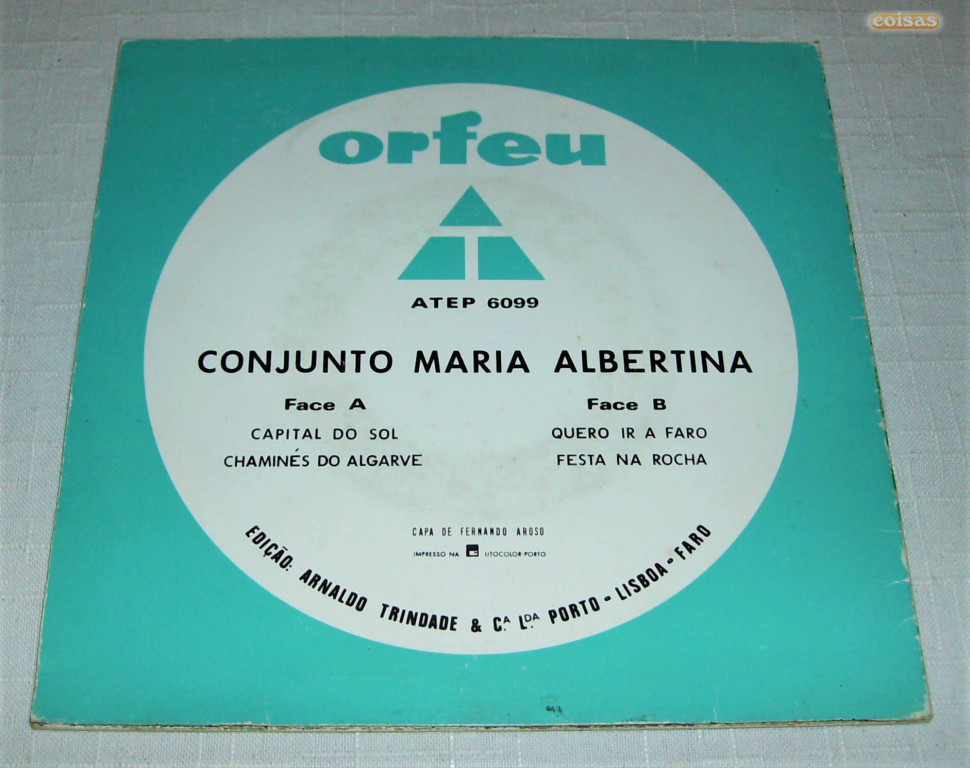 coisas
orfeu
ATEP 6099
CONJUNTO MARIA ALBERTINA
Face A
CAPITAL DO SOL
CHAMINÉS DO ALGARVE
Face B
QUERO IR A FARO
FESTA NA ROCHA
CAPA DE FERNANDO AROSO
IMPRESSO NA LITOCOLOR-PORTO
EDIÇÃO: ARNALDO TRINDADE & Cª. Lᴅᴬ PORTO - LISBOA - FARO